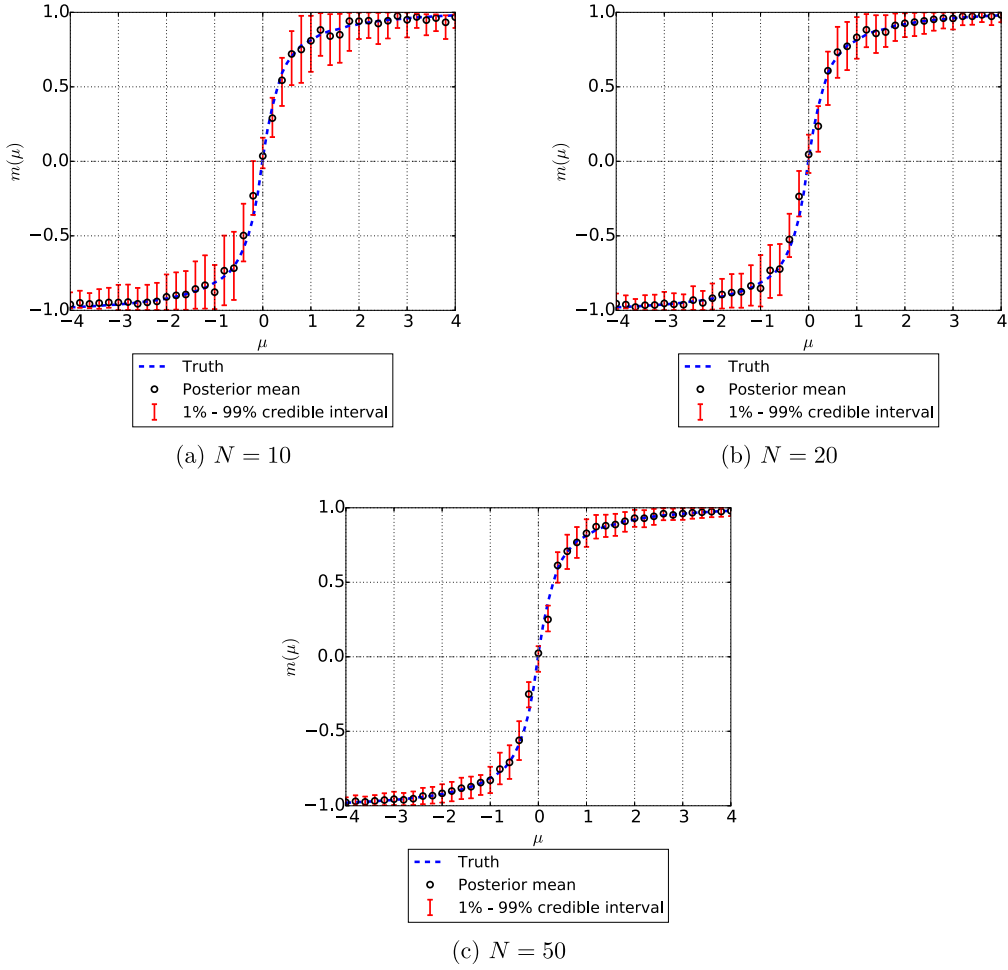 1.0
0.5
0.0
−0.5
−1.0
m(μ)
−4 −3 −2 −1 0 1 2 3 4
μ
Truth
Posterior mean
1% - 99% credible interval
(a) N = 10
1.0
0.5
0.0
−0.5
−1.0
m(μ)
−4 −3 −2 −1 0 1 2 3 4
μ
Truth
Posterior mean
1% - 99% credible interval
(b) N = 20
1.0
0.5
0.0
−0.5
−1.0
m(μ)
−4 −3 −2 −1 0 1 2 3 4
μ
Truth
Posterior mean
1% - 99% credible interval
(c) N = 50